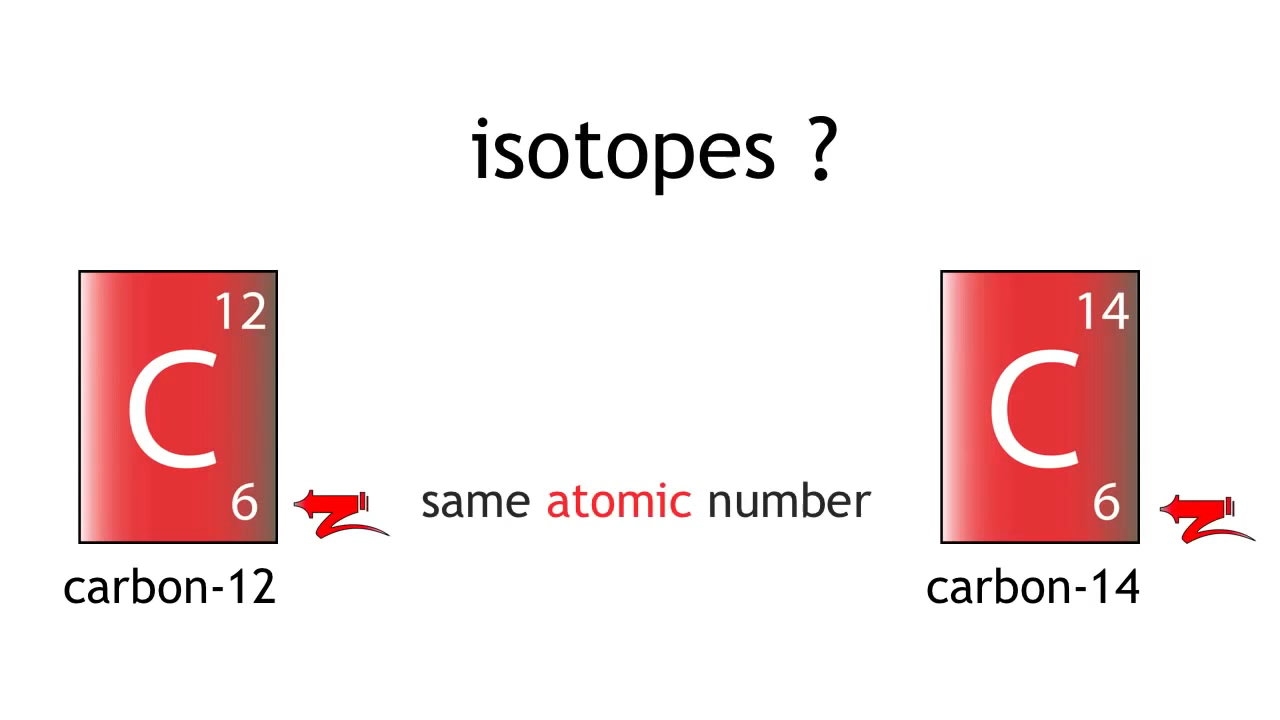 isotopes ?
12
C
6
carbon-12
same atomic number
14
C
6
carbon-14